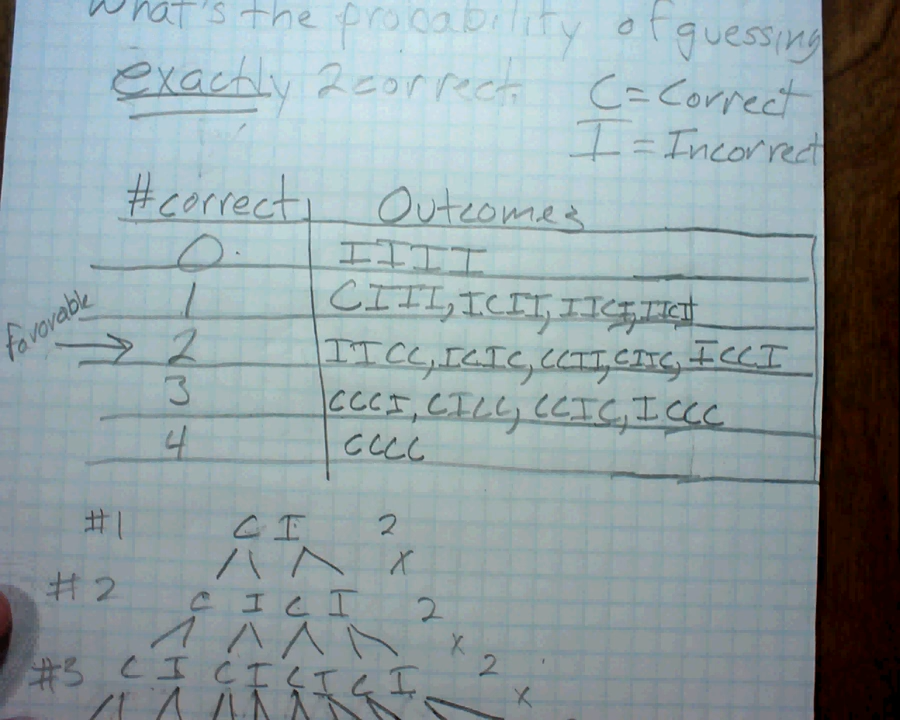 What's the probability of guessing
exactly 2 correct.
C = Correct
I = Incorrect
#correct Outcomes
0. IIII
1 CIII, ICII, IICI, IICI
favorable → 2 IICC, ICIC, CCII, CIIC, ICCI
3 CCCI, CICC, CCIC, ICCC
4 CCCC
#1 C I 2
x
#2 C I C I 2
x
#3 C I C I C I C I 2
x